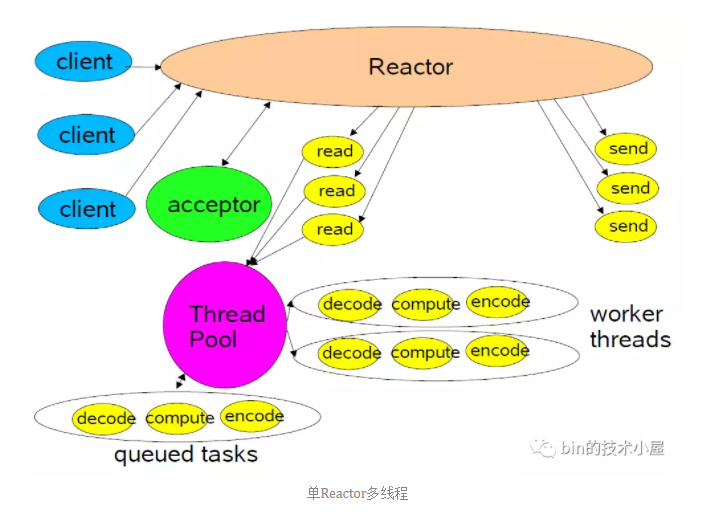 client
Reactor
client
read
send
read
send
client
acceptor
read
send
Thread
Pool
decode compute encode
worker
threads
decode compute encode
decode compute encode
queued tasks
bin的技术小屋
单Reactor多线程